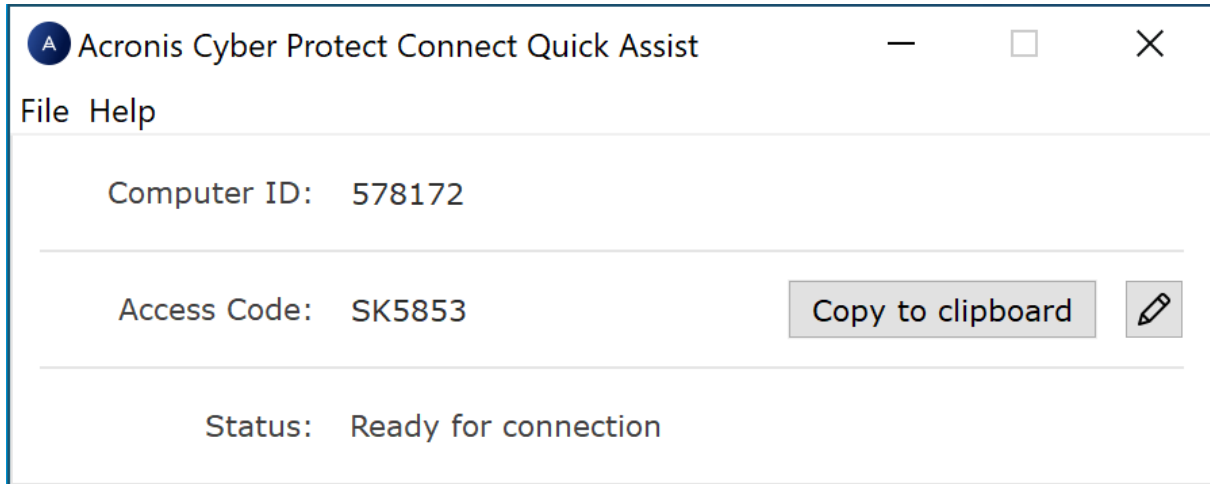 Acronis Cyber Protect Connect Quick Assist
File Help
Computer ID: 578172
Access Code: SK5853 Copy to clipboard
Status: Ready for connection